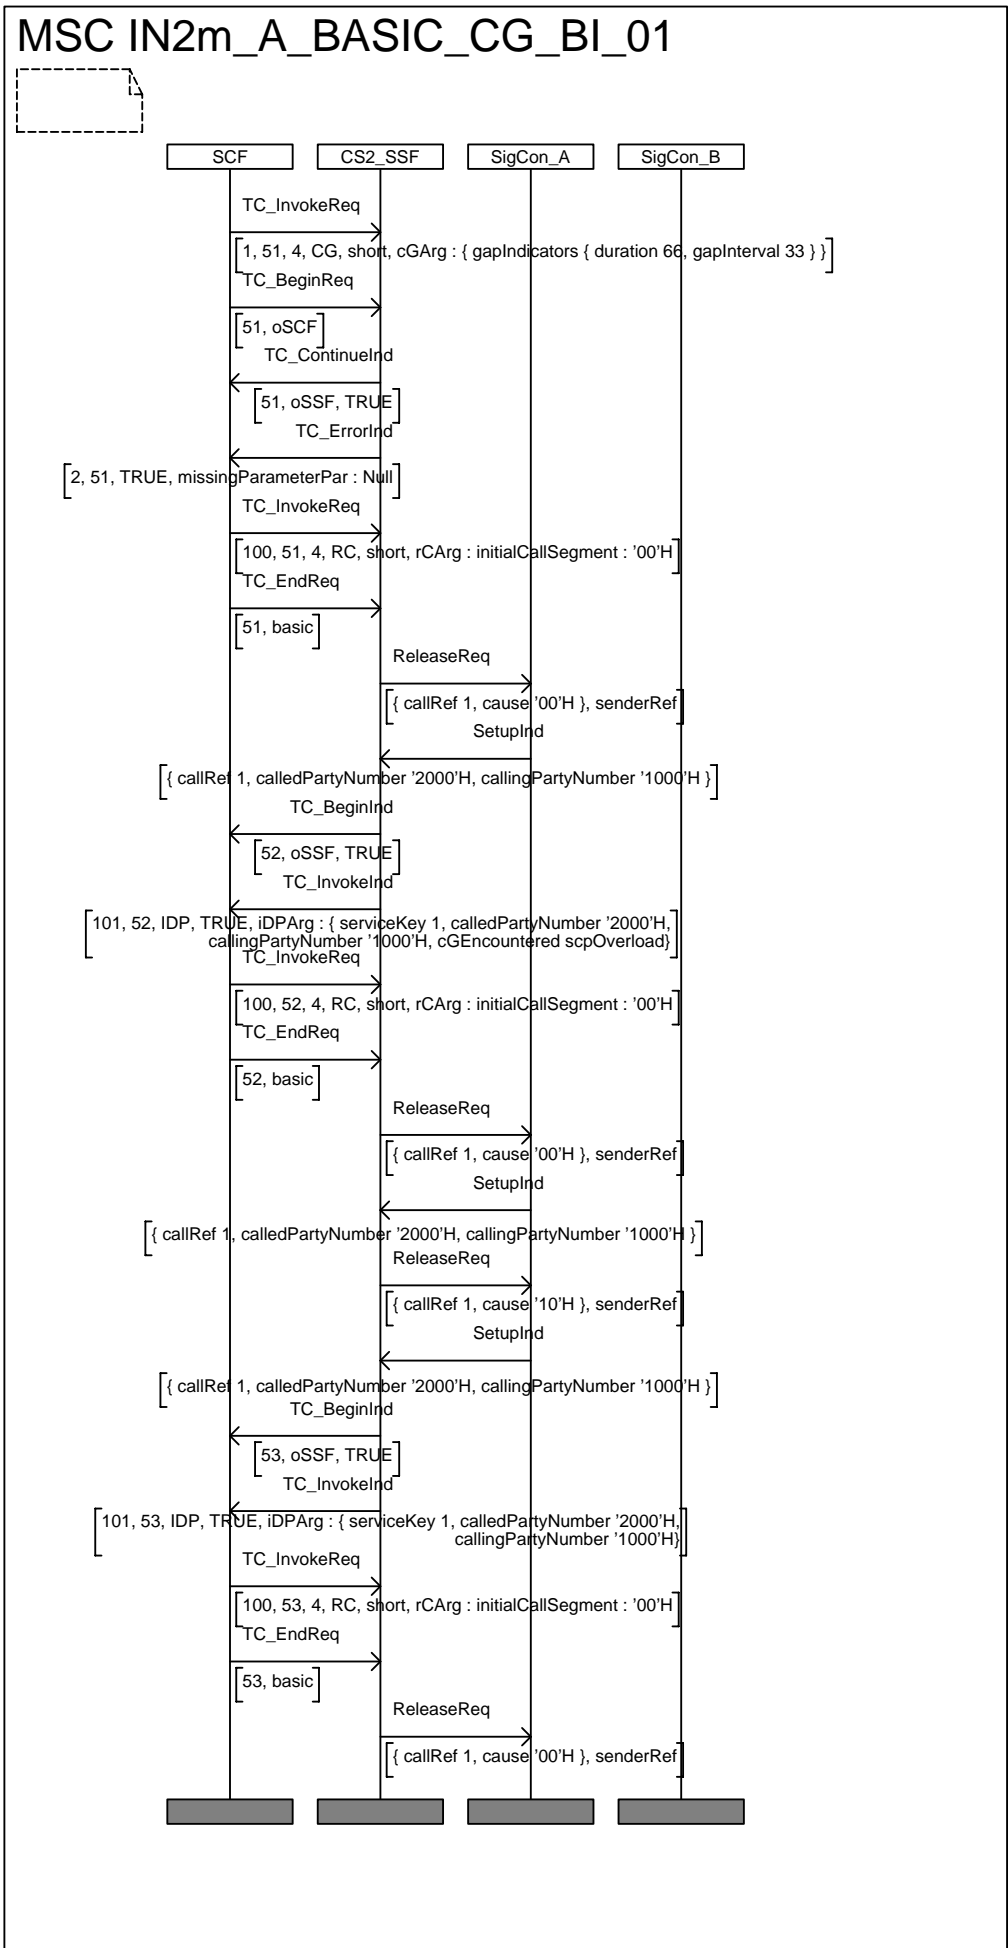 MSC IN2m_A_BASIC_CG_BI_01
SCF CS2_SSF SigCon_A SigCon_B
TC_InvokeReq
1, 51, 4, CG, short, cGArg : { gapIndicators { duration 66, gapInterval 33 } }
TC_BeginReq
51, oSCF
TC_ContinueInd
51, oSSF, TRUE
TC_ErrorInd
2, 51, TRUE, missingParameterPar : Null
TC_InvokeReq
100, 51, 4, RC, short, rCArg : initialCallSegment : '00'H
TC_EndReq
51, basic
ReleaseReq
{ callRef 1, cause '00'H }, senderRef
SetupInd
{ callRef 1, calledPartyNumber '2000'H, callingPartyNumber '1000'H }
TC_BeginInd
52, oSSF, TRUE
TC_InvokeInd
101, 52, IDP, TRUE, iDPArg : { serviceKey 1, calledPartyNumber '2000'H,
callingPartyNumber '1000'H, cGEncountered scpOverload}
TC_InvokeReq
100, 52, 4, RC, short, rCArg : initialCallSegment : '00'H
TC_EndReq
52, basic
ReleaseReq
{ callRef 1, cause '00'H }, senderRef
SetupInd
{ callRef 1, calledPartyNumber '2000'H, callingPartyNumber '1000'H }
ReleaseReq
{ callRef 1, cause '10'H }, senderRef
SetupInd
{ callRef 1, calledPartyNumber '2000'H, callingPartyNumber '1000'H }
TC_BeginInd
53, oSSF, TRUE
TC_InvokeInd
101, 53, IDP, TRUE, iDPArg : { serviceKey 1, calledPartyNumber '2000'H,
callingPartyNumber '1000'H}
TC_InvokeReq
100, 53, 4, RC, short, rCArg : initialCallSegment : '00'H
TC_EndReq
53, basic
ReleaseReq
{ callRef 1, cause '00'H }, senderRef